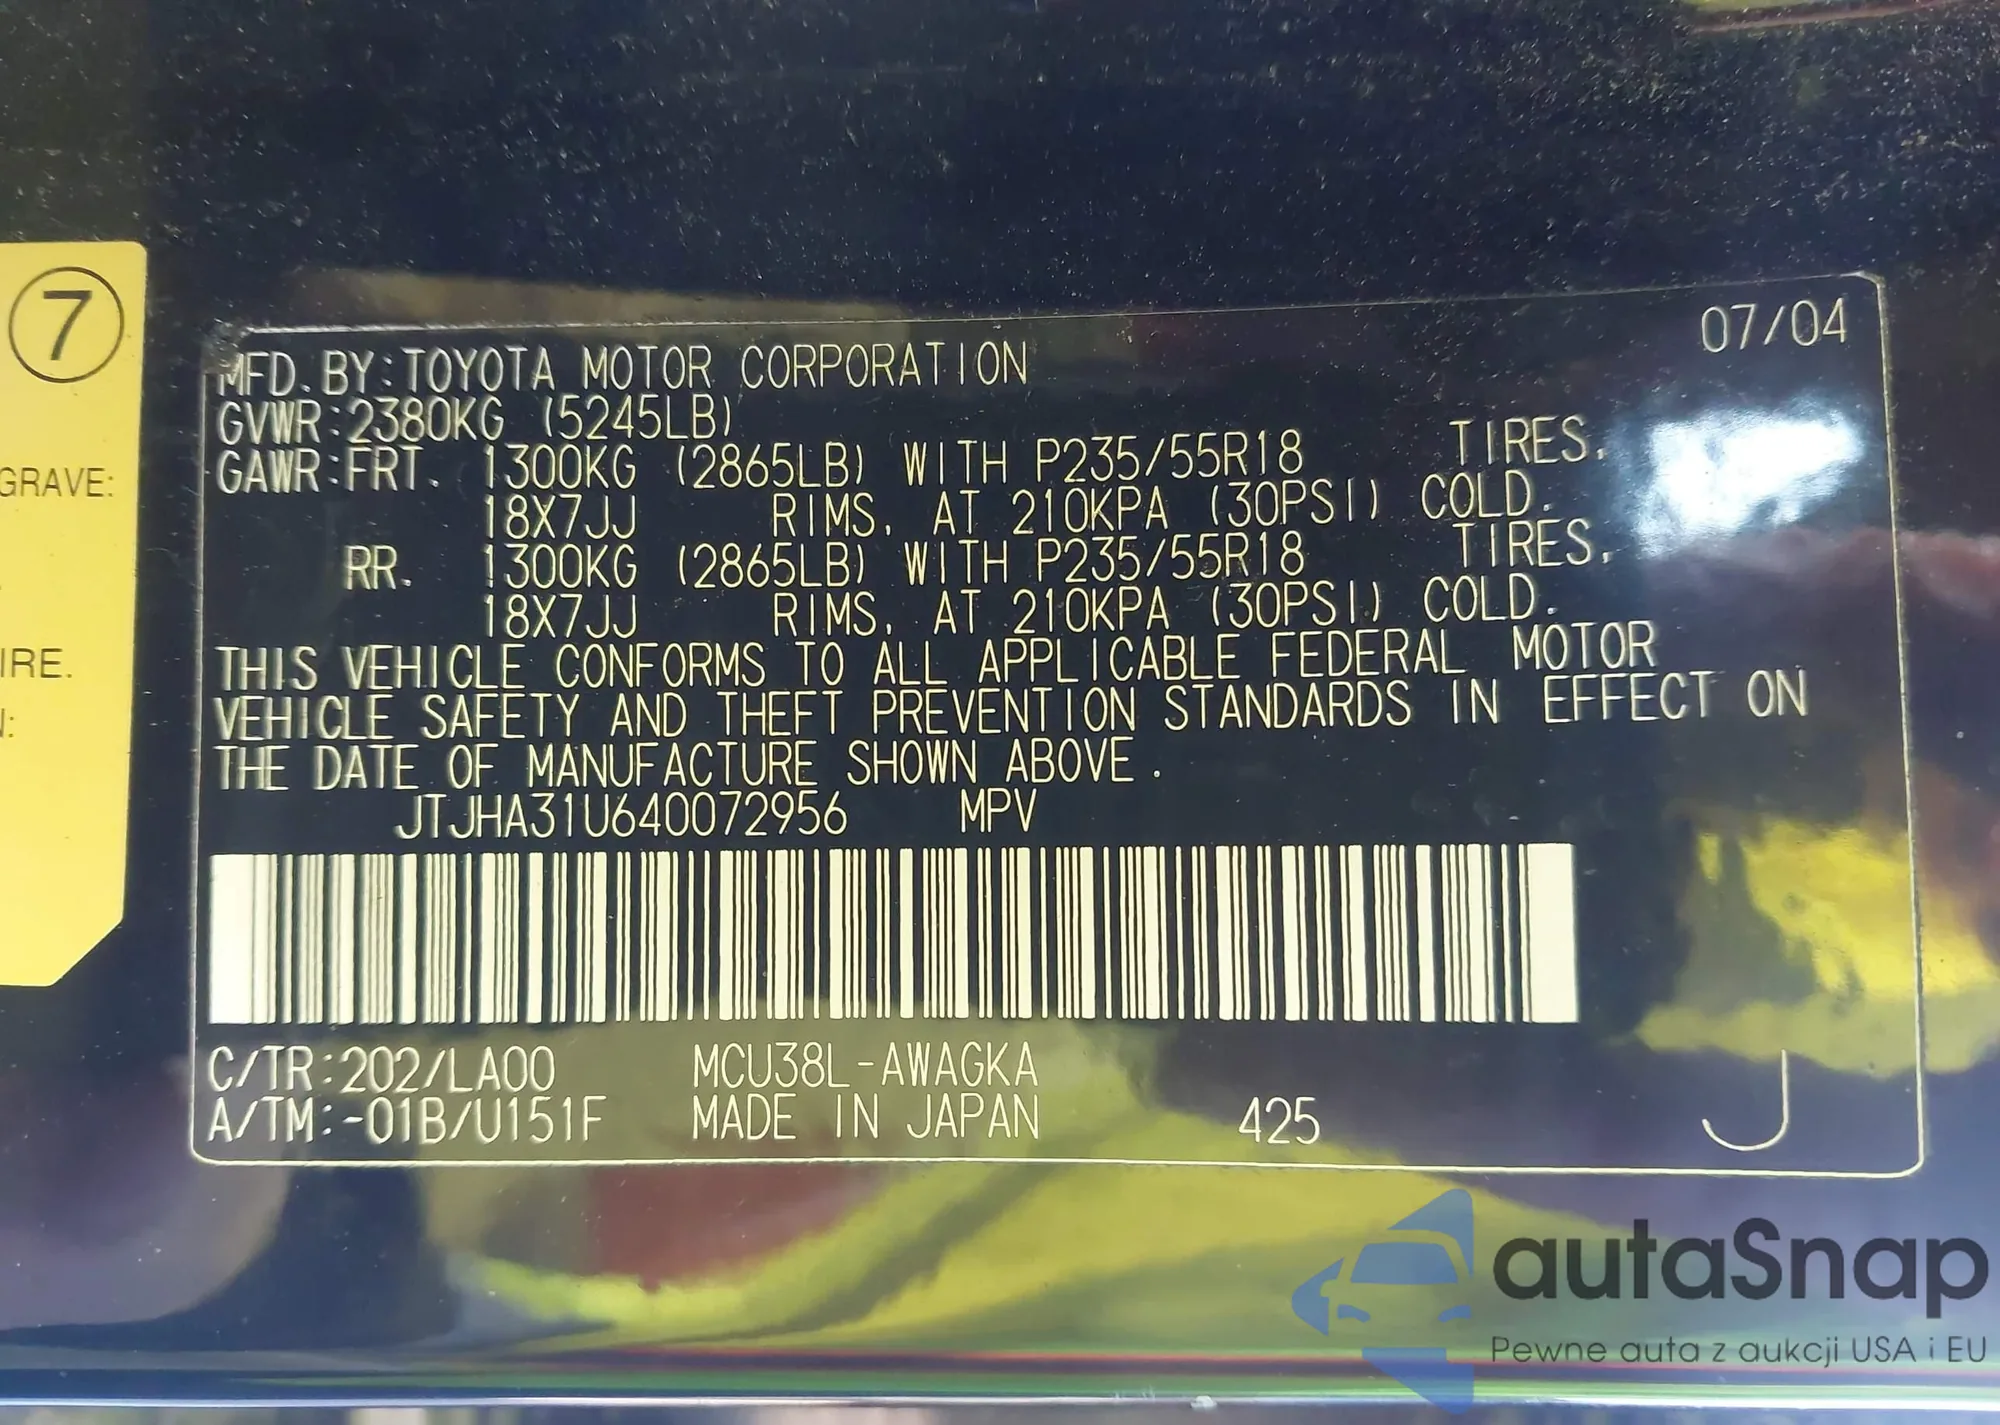 7
GRAVE:
IRE.
07/04
MFD. BY: TOYOTA MOTOR CORPORATION
GVWR: 2380KG (5245LB)
GAWR: FRT. 1300KG (2865LB) WITH P235/55R18 TIRES,
18X7JJ RIMS, AT 210KPA (30PSI) COLD.
RR. 1300KG (2865LB) WITH P235/55R18 TIRES,
18X7JJ RIMS, AT 210KPA (30PSI) COLD.
THIS VEHICLE CONFORMS TO ALL APPLICABLE FEDERAL MOTOR
VEHICLE SAFETY AND THEFT PREVENTION STANDARDS IN EFFECT ON
THE DATE OF MANUFACTURE SHOWN ABOVE.
JTJHA31U640072956 MPV
C/TR: 202/LA00 MCU38L-AWAGKA
A/TM: -01B/U151F MADE IN JAPAN 425 J
autaSnap
Pewne auta z aukcji USA i EU